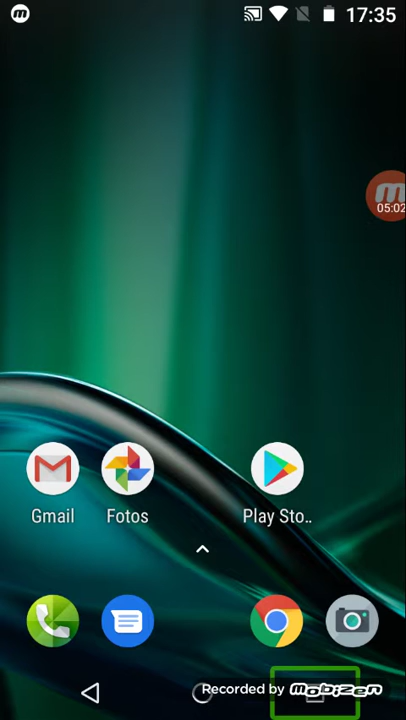 17:35
05:02
Gmail
Fotos
Play Sto..
Recorded by mobizen